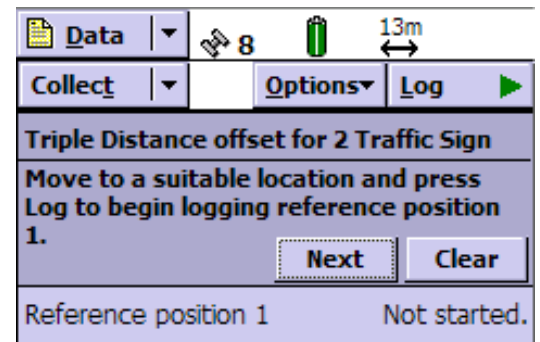 Data 8 13m
Collect Options Log
Triple Distance offset for 2 Traffic Sign
Move to a suitable location and press
Log to begin logging reference position
1.
Next Clear
Reference position 1 Not started.